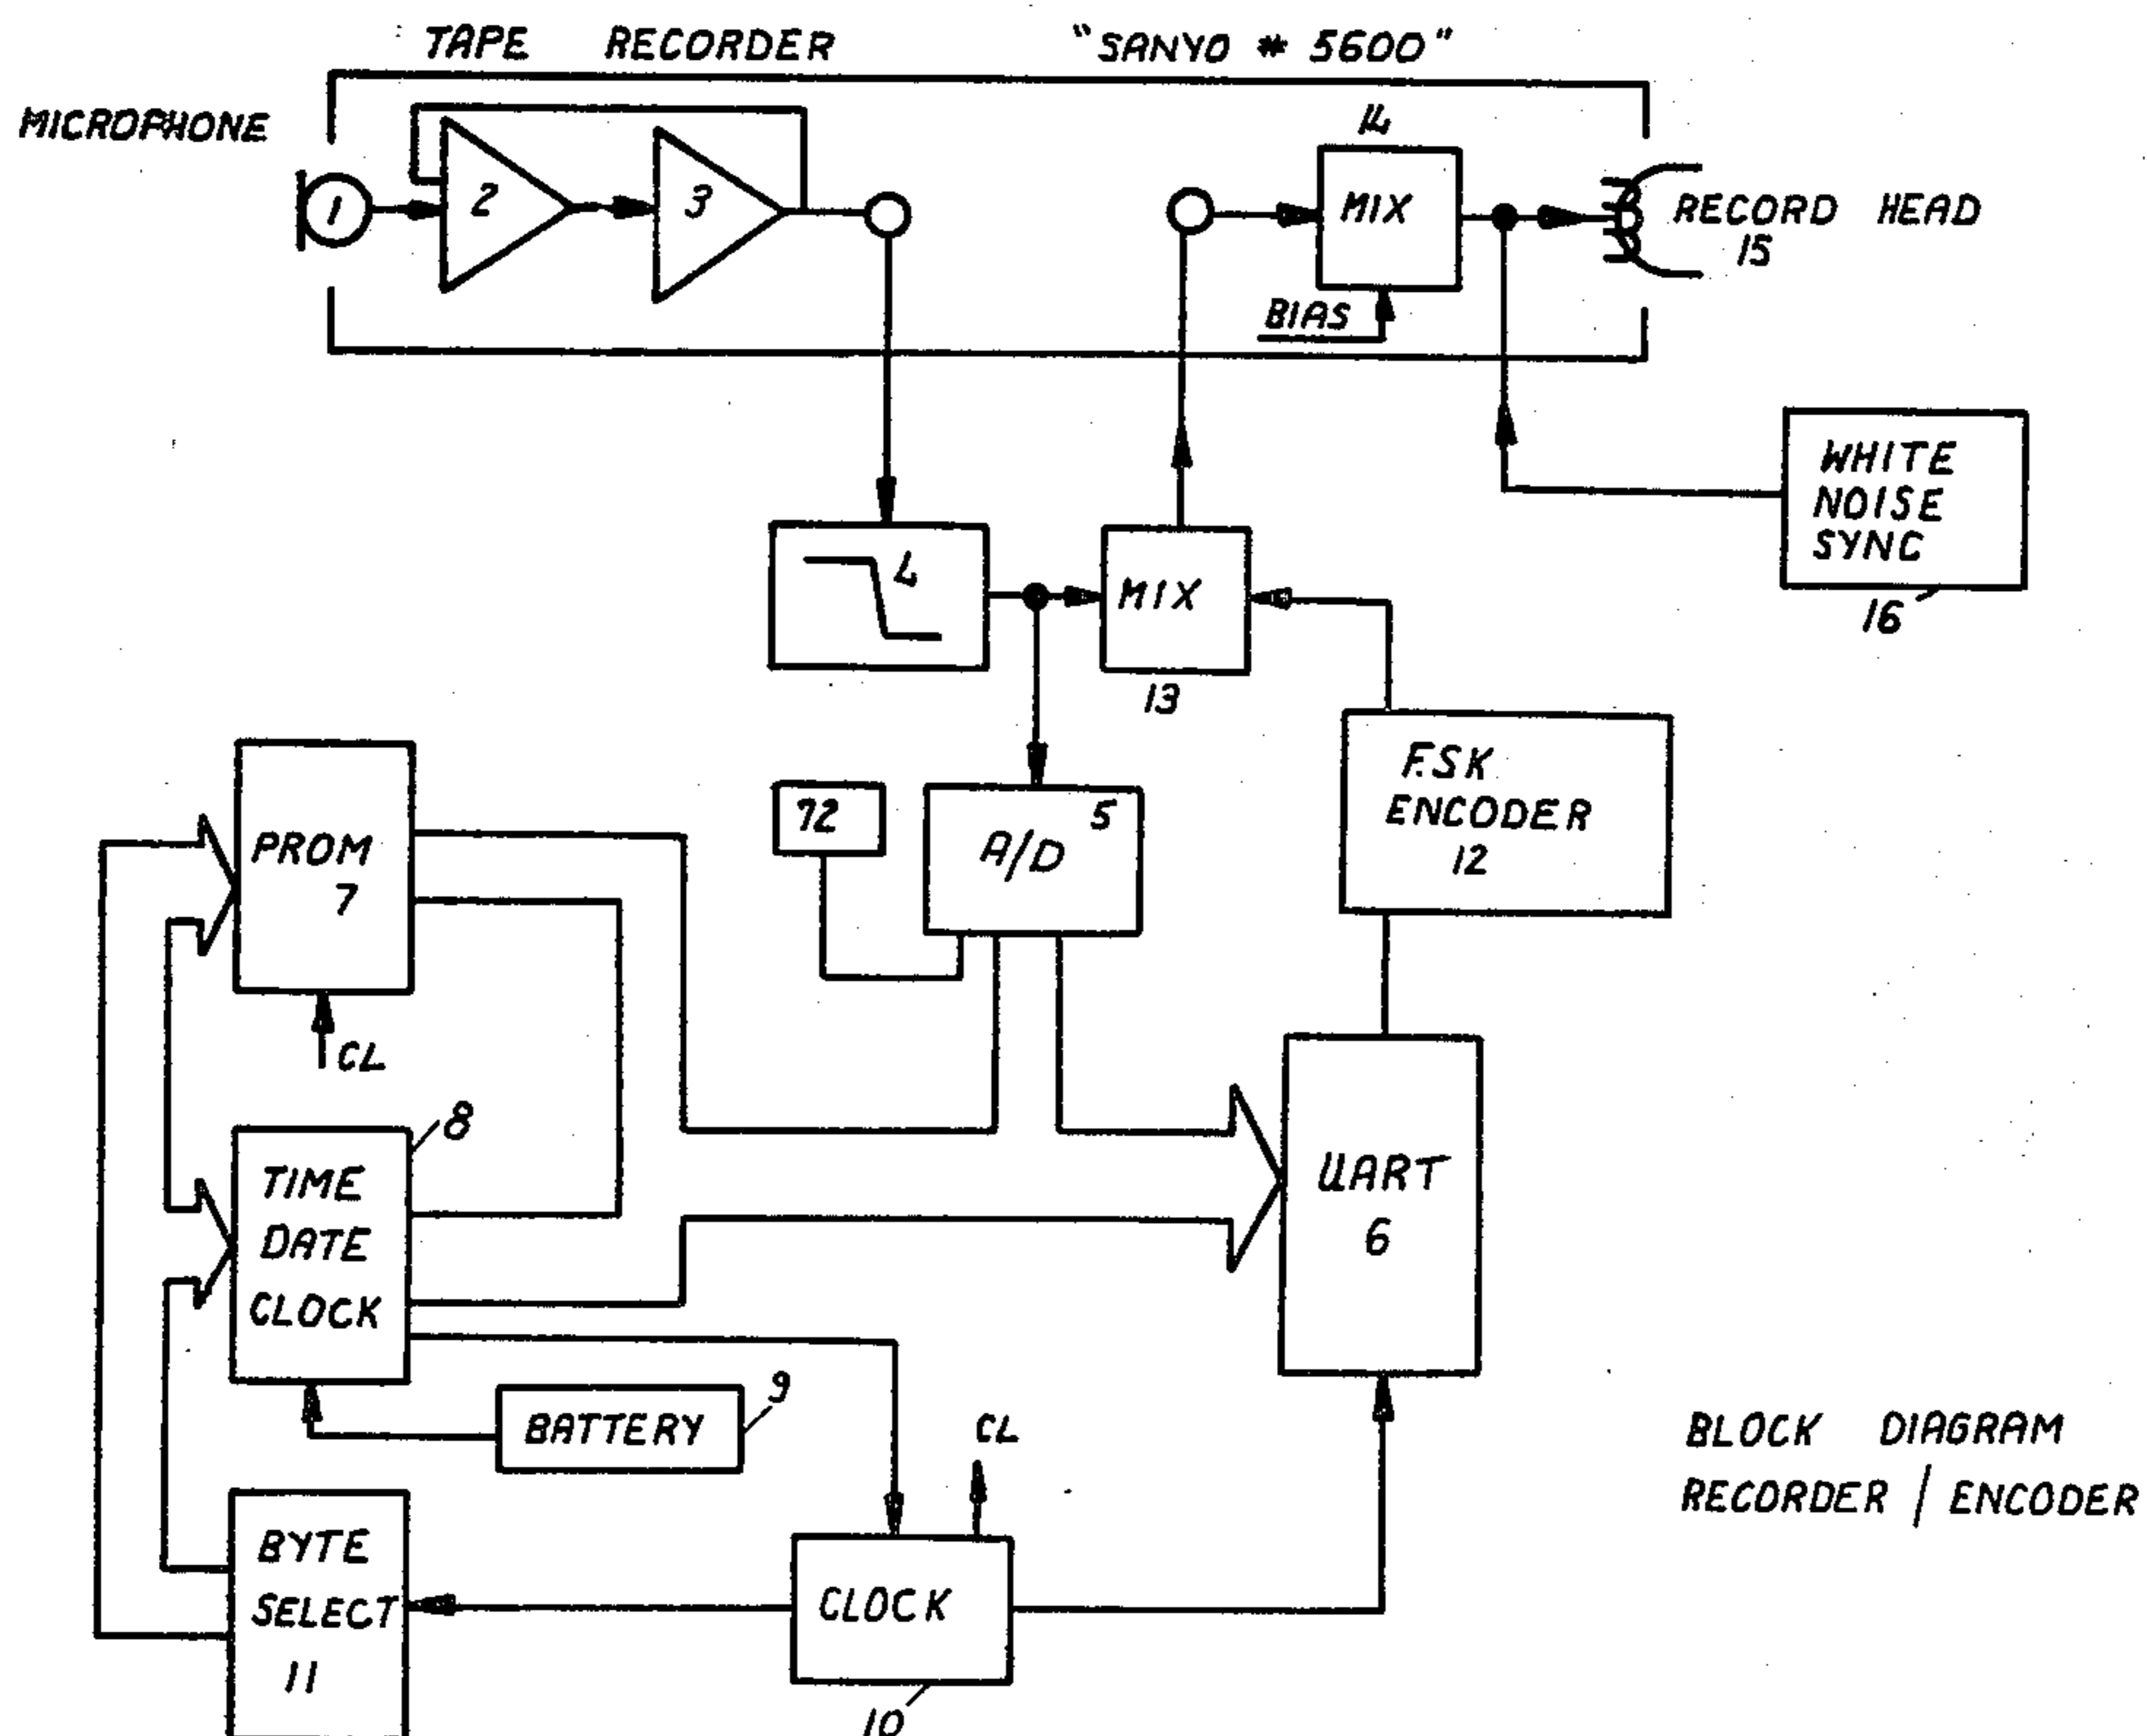 TAPE RECORDER "SANYO # 5600"
MICROPHONE
1
2
3
14
MIX
BIAS
RECORD HEAD
15
WHITE
NOISE
SYNC
16
4
MIX
13
F.SK
ENCODER
12
PROM
7
CL
72
A/D
5
8
TIME
DATE
CLOCK
UART
6
BATTERY
9
CL
BYTE
SELECT
11
CLOCK
10
BLOCK DIAGRAM
RECORDER / ENCODER